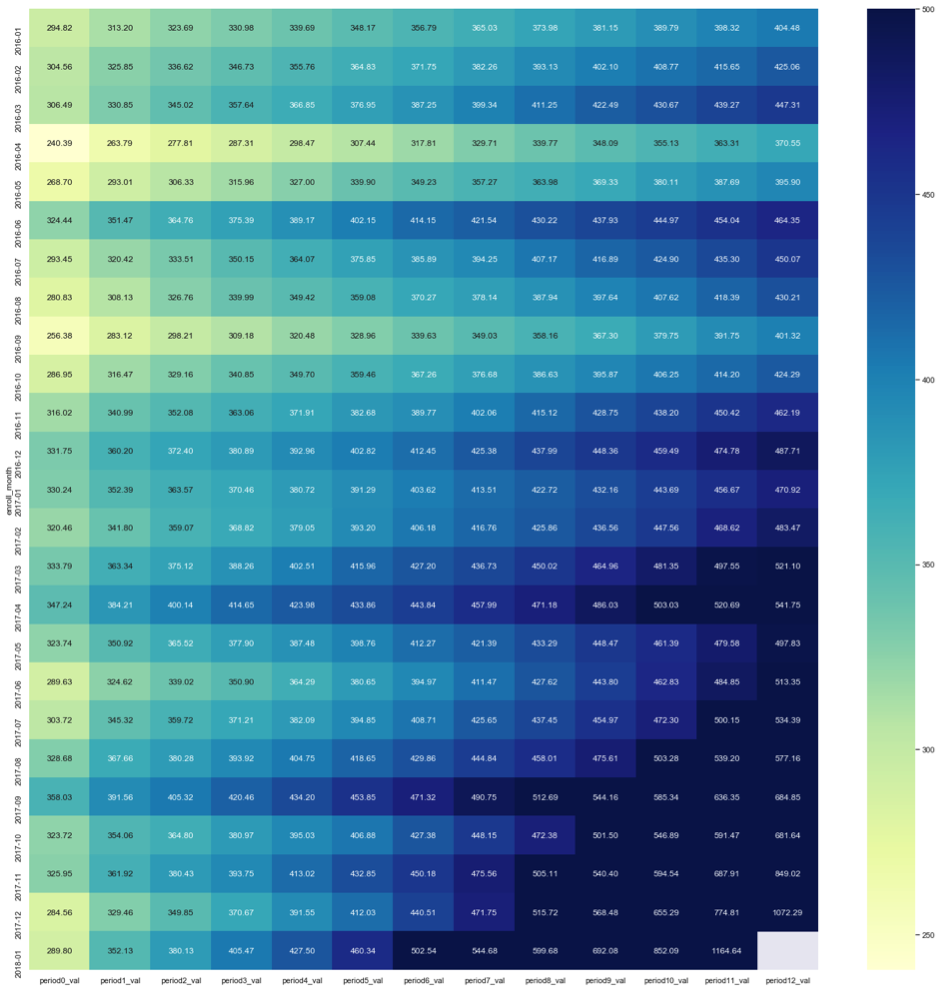 2016-01 294.82 313.20 323.69 330.98 339.69 348.17 356.79 365.03 373.98 381.15 389.79 398.32 404.48
2016-02 304.56 325.85 336.62 346.73 355.76 364.83 371.75 382.26 393.13 402.10 408.77 415.65 425.06
2016-03 306.49 330.85 345.02 357.64 366.85 376.95 387.25 399.34 411.25 422.49 430.67 439.27 447.31
2016-04 240.39 263.79 277.81 287.31 298.47 307.44 317.81 329.71 339.77 348.09 355.13 363.31 370.55
2016-05 268.70 293.01 306.33 315.96 327.00 339.90 349.23 357.27 363.98 369.33 380.11 387.69 395.90
2016-06 324.44 351.47 364.76 375.39 389.17 402.15 414.15 421.54 430.22 437.93 444.97 454.04 464.35
2016-07 293.45 320.42 333.51 350.15 364.07 375.85 385.89 394.25 407.17 416.89 424.90 435.30 450.07
2016-08 280.83 308.13 326.76 339.99 349.42 359.08 370.27 378.14 387.94 397.64 407.62 418.39 430.21
2016-09 256.38 283.12 298.21 309.18 320.48 328.96 339.63 349.03 358.16 367.30 379.75 391.75 401.32
2016-10 286.95 316.47 329.16 340.85 349.70 359.46 367.26 376.68 386.63 395.87 406.25 414.20 424.29
2016-11 316.02 340.99 352.08 363.06 371.91 382.68 389.77 402.06 415.12 428.75 438.20 450.42 462.19
2016-12 331.75 360.20 372.40 380.89 392.96 402.82 412.45 425.38 437.99 448.36 459.49 474.78 487.71
enroll_month
2017-01 330.24 352.39 363.57 370.46 380.72 391.29 403.62 413.51 422.72 432.16 443.69 456.67 470.92
2017-02 320.46 341.80 359.07 368.82 379.05 393.20 406.18 416.76 425.86 436.56 447.56 468.62 483.47
2017-03 333.79 363.34 375.12 388.26 402.51 415.96 427.20 436.73 450.02 464.96 481.35 497.55 521.10
2017-04 347.24 384.21 400.14 414.65 423.98 433.86 443.84 457.99 471.18 486.03 503.03 520.69 541.75
2017-05 323.74 350.92 365.52 377.90 387.48 398.76 412.27 421.39 433.29 448.47 461.39 479.58 497.83
2017-06 289.63 324.62 339.02 350.90 364.29 380.65 394.97 411.47 427.62 443.80 462.83 484.85 513.35
2017-07 303.72 345.32 359.72 371.21 382.09 394.85 408.71 425.65 437.45 454.97 472.30 500.15 534.39
2017-08 328.68 367.66 380.28 393.92 404.75 418.65 429.86 444.84 458.01 475.61 503.28 539.20 577.16
2017-09 358.03 391.56 405.32 420.46 434.20 453.85 471.32 490.75 512.69 544.16 585.34 636.35 684.85
2017-10 323.72 354.06 364.80 380.97 395.03 406.88 427.38 448.15 472.38 501.50 546.89 591.47 681.64
2017-11 325.95 361.92 380.43 393.75 413.02 432.85 450.18 475.56 505.11 540.40 594.54 687.91 849.02
2017-12 284.56 329.46 349.85 370.67 391.55 412.03 440.51 471.75 515.72 568.48 655.29 774.81 1072.29
2018-01 289.80 352.13 380.13 405.47 427.50 460.34 502.54 544.68 599.68 692.08 852.09 1164.64
period0_val period1_val period2_val period3_val period4_val period5_val period6_val period7_val period8_val period9_val period10_val period11_val period12_val
500
450
400
350
300
250